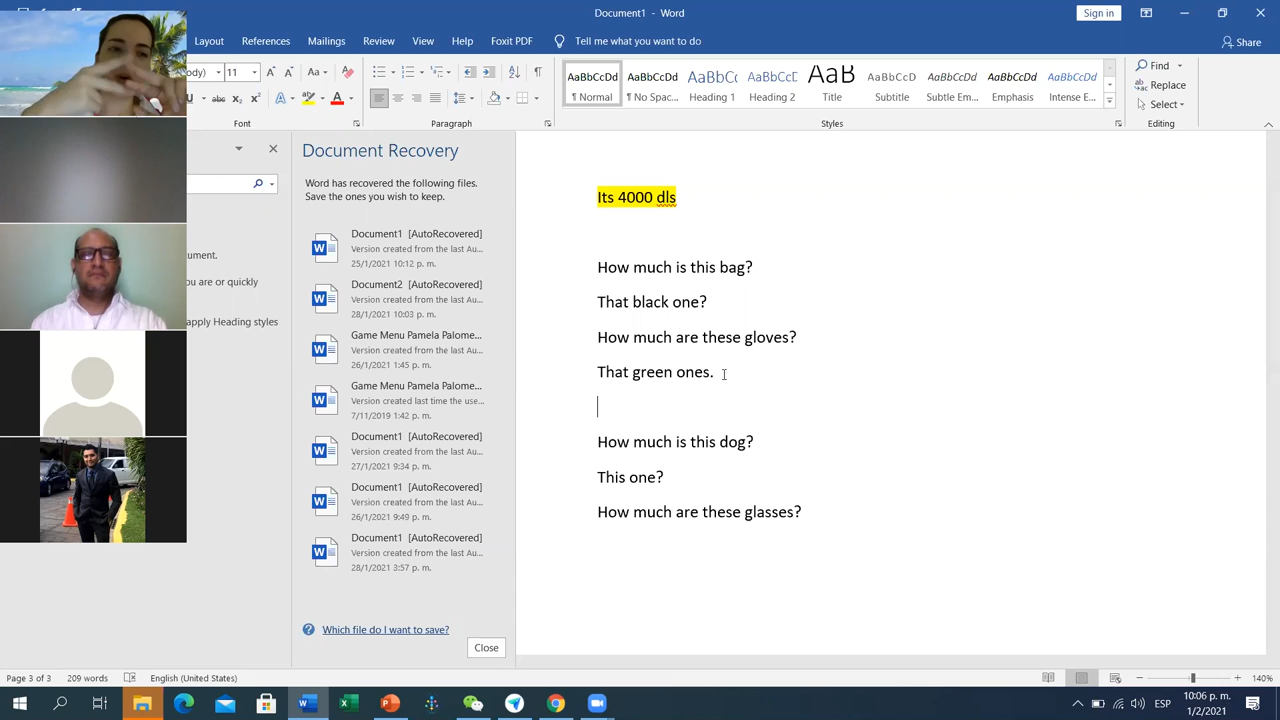 Document1 - Word
Sign in
Layout References Mailings Review View Help Foxit PDF Tell me what you want to do
Share
11
AaBbCcDd AaBbCcDd AaBbCc AaBbCcD AaB AaBbCcD AaBbCcDd AaBbCcDd AaBbCcDd
¶ Normal ¶ No Spac... Heading 1 Heading 2 Title Subtitle Subtle Em... Emphasis Intense E...
Find
Replace
Select
Font Paragraph Styles Editing
Document Recovery
Word has recovered the following files.
Save the ones you wish to keep.
Document1 [AutoRecovered]
Version created from the last Au...
25/1/2021 10:12 p. m.
Document2 [AutoRecovered]
Version created from the last Au...
28/1/2021 10:03 p. m.
Game Menu Pamela Palome...
Version created from the last Au...
26/1/2021 1:45 p. m.
Game Menu Pamela Palome...
Version created last time the use...
7/11/2019 1:42 p. m.
Document1 [AutoRecovered]
Version created from the last Au...
27/1/2021 9:34 p. m.
Document1 [AutoRecovered]
Version created from the last Au...
26/1/2021 9:49 p. m.
Document1 [AutoRecovered]
Version created from the last Au...
28/1/2021 3:57 p. m.
Which file do I want to save?
Close
ument.
ou are or quickly
apply Heading styles
Its 4000 dls
How much is this bag?
That black one?
How much are these gloves?
That green ones.
How much is this dog?
This one?
How much are these glasses?
Page 3 of 3 209 words English (United States) 140%
ESP
10:06 p. m.
1/2/2021